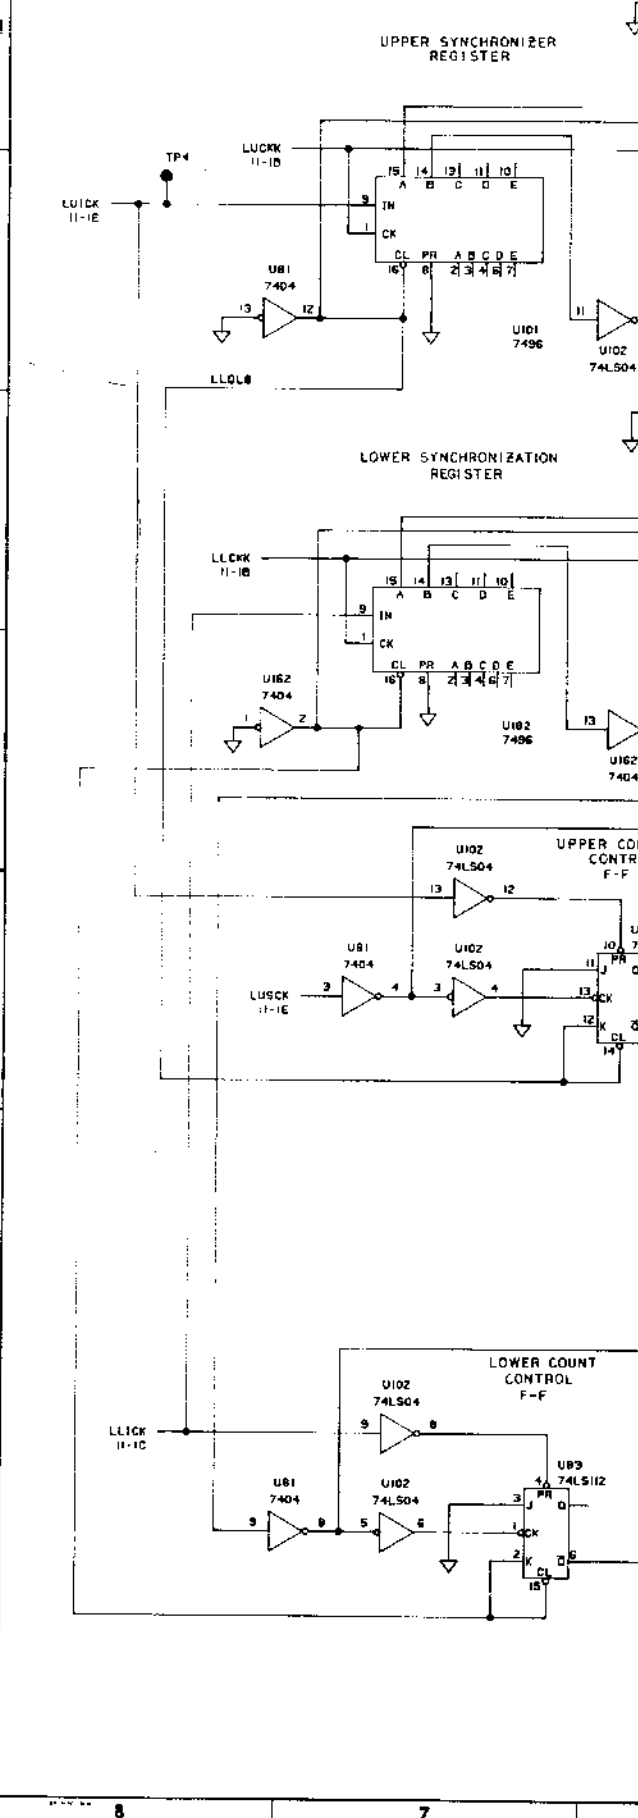 UPPER SYNCHRONIZER
REGISTER
TP4
LUCKK
11-1B
LUICK
11-1E
15 14 13 11 10
A B C D E
9 IN
1 CK
CL PR A B C D E
16 8 2 3 4 6 7
U81
7404
13 12
U101
7496
11
U102
74LS04
LLDLB
LOWER SYNCHRONIZATION
REGISTER
LLCKK
11-1B
15 14 13 11 10
A B C D E
9 IN
1 CK
CL PR A B C D E
16 8 2 3 4 6 7
U162
7404
1 2
U182
7496
13
U162
7404
UPPER
CONTR
F-F
U102
74LS04
13 12
U81
7404
3 4
U102
74LS04
3 4
LUSCK
11-1E
10
PR
11 J
13 CK
12 K
CL
14
LOWER COUNT
CONTROL
F-F
U102
74LS04
9 8
LLICK
11-1C
U81
7404
9 8
U102
74LS04
5 6
U83
74LS112
4
PR
3 J Q
1 CK
2 K Q 6
CL
15
8 7